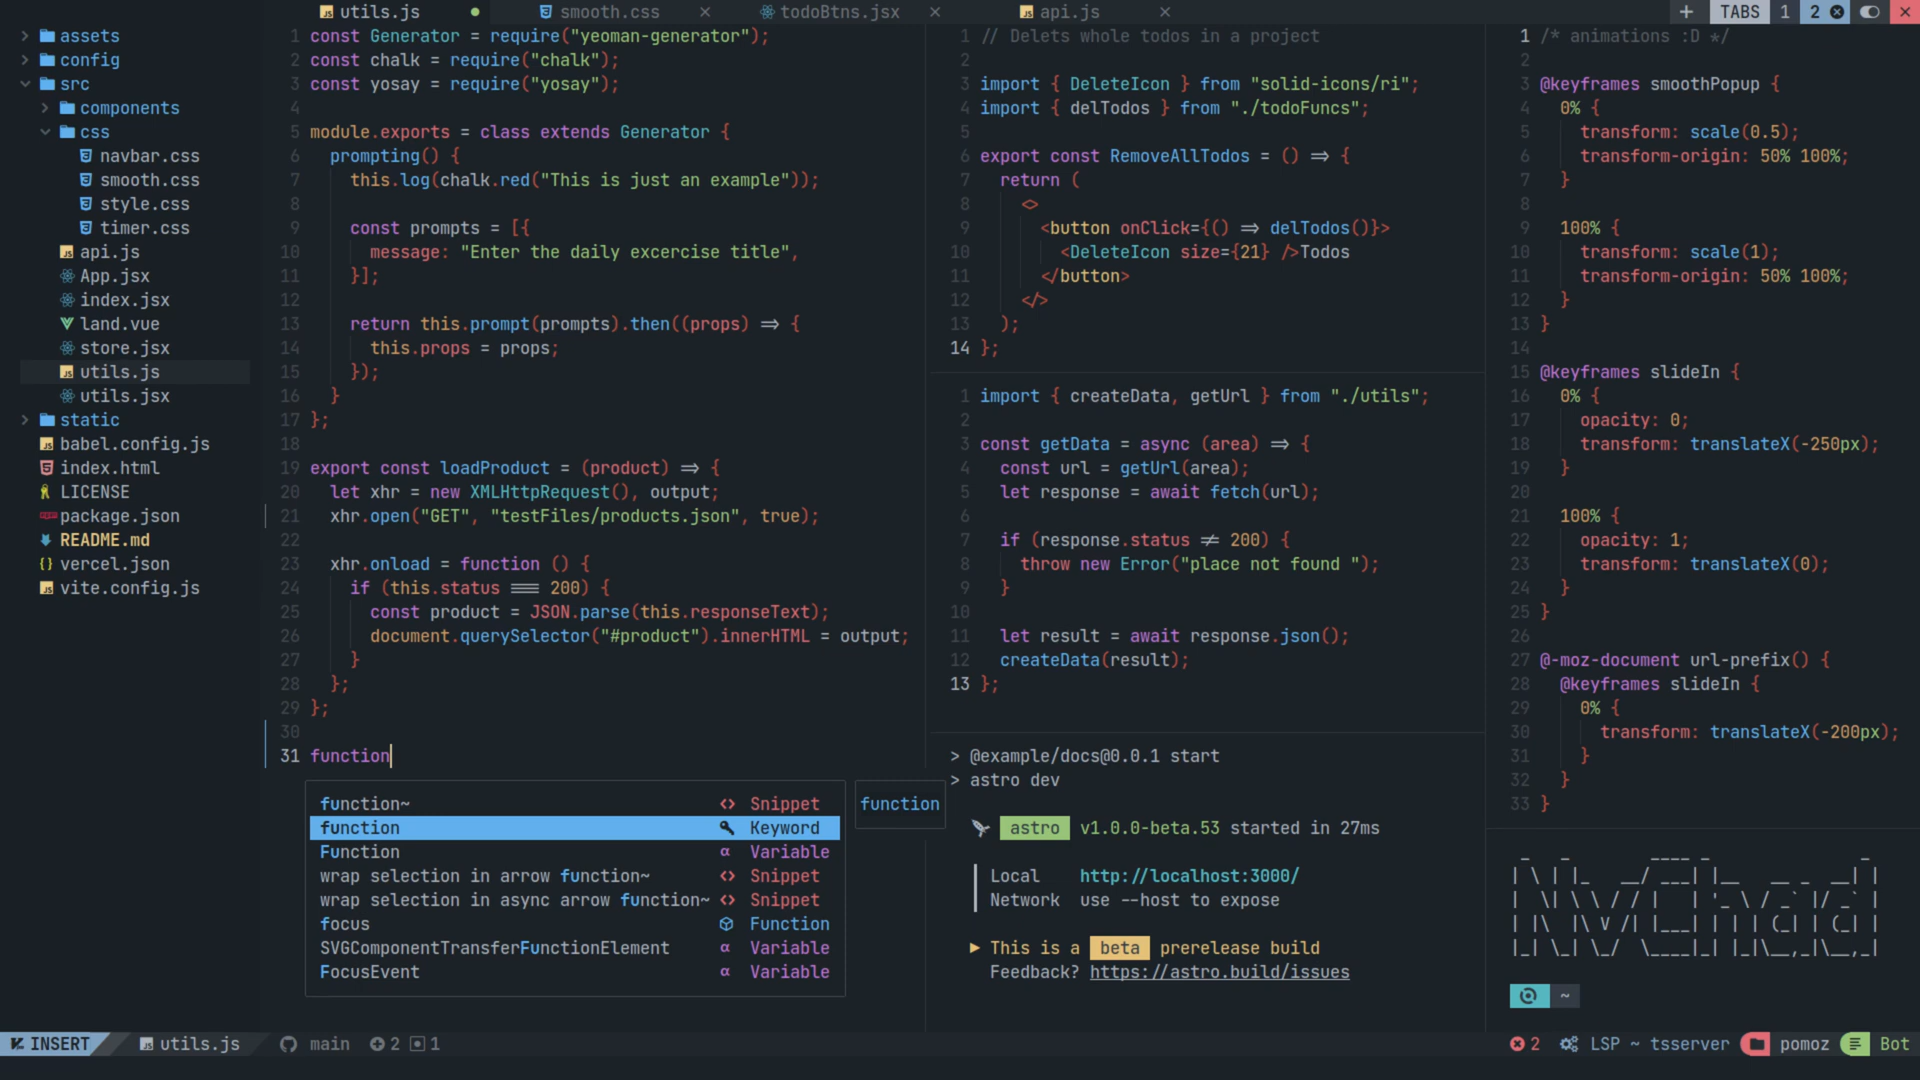 utils.js smooth.css todoBtns.jsx api.js TABS 1 2
assets
config
src
components
css
navbar.css
smooth.css
style.css
timer.css
api.js
App.jsx
index.jsx
land.vue
store.jsx
utils.js
utils.jsx
static
babel.config.js
index.html
LICENSE
package.json
README.md
vercel.json
vite.config.js
1 const Generator = require("yeoman-generator");
2 const chalk = require("chalk");
3 const yosay = require("yosay");
4
5 module.exports = class extends Generator {
6 prompting() {
7 this.log(chalk.red("This is just an example"));
8
9 const prompts = [{
10 message: "Enter the daily excercise title",
11 }];
12
13 return this.prompt(prompts).then((props) => {
14 this.props = props;
15 });
16 }
17 };
18
19 export const loadProduct = (product) => {
20 let xhr = new XMLHttpRequest(), output;
21 xhr.open("GET", "testFiles/products.json", true);
22
23 xhr.onload = function () {
24 if (this.status === 200) {
25 const product = JSON.parse(this.responseText);
26 document.querySelector("#product").innerHTML = output;
27 }
28 };
29 };
30
31 function
function~ <> Snippet
function Keyword
Function α Variable
wrap selection in arrow function~ <> Snippet
wrap selection in async arrow function~ <> Snippet
focus Function
SVGComponentTransferFunctionElement α Variable
FocusEvent α Variable
function
1 // Delets whole todos in a project
2
3 import { DeleteIcon } from "solid-icons/ri";
4 import { delTodos } from "./todoFuncs";
5
6 export const RemoveAllTodos = () => {
7 return (
8 <>
9 <button onClick={() => delTodos()}>
10 <DeleteIcon size={21} />Todos
11 </button>
12 </>
13 );
14 };
1 import { createData, getUrl } from "./utils";
2
3 const getData = async (area) => {
4 const url = getUrl(area);
5 let response = await fetch(url);
6
7 if (response.status != 200) {
8 throw new Error("place not found ");
9 }
10
11 let result = await response.json();
12 createData(result);
13 };
> @example/docs@0.0.1 start
> astro dev
astro v1.0.0-beta.53 started in 27ms
Local http://localhost:3000/
Network use --host to expose
▶ This is a beta prerelease build
Feedback? https://astro.build/issues
1 /* animations :D */
2
3 @keyframes smoothPopup {
4 0% {
5 transform: scale(0.5);
6 transform-origin: 50% 100%;
7 }
8
9 100% {
10 transform: scale(1);
11 transform-origin: 50% 100%;
12 }
13 }
14
15 @keyframes slideIn {
16 0% {
17 opacity: 0;
18 transform: translateX(-250px);
19 }
20
21 100% {
22 opacity: 1;
23 transform: translateX(0);
24 }
25 }
26
27 @-moz-document url-prefix() {
28 @keyframes slideIn {
29 0% {
30 transform: translateX(-200px);
31 }
32 }
33 }
NvChad
~
INSERT utils.js main 2 1 2 LSP ~ tsserver pomoz Bot